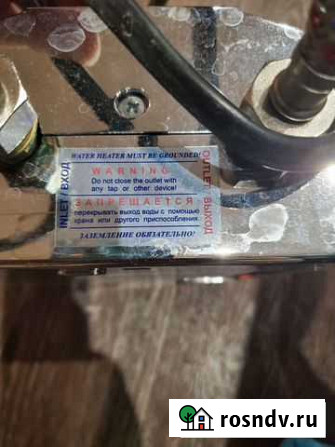 WATER HEATER MUST BE GROUNDED!
INLET / ВХОД
WARNING
Do not close the outlet with
any tap or other device!
ЗАПРЕЩАЕТСЯ
перекрывать выход воды с помощью
крана или другого приспособления
ЗАЗЕМЛЕНИЕ ОБЯЗАТЕЛЬНО!
OUTLET / ВЫХОД
rosndv.ru